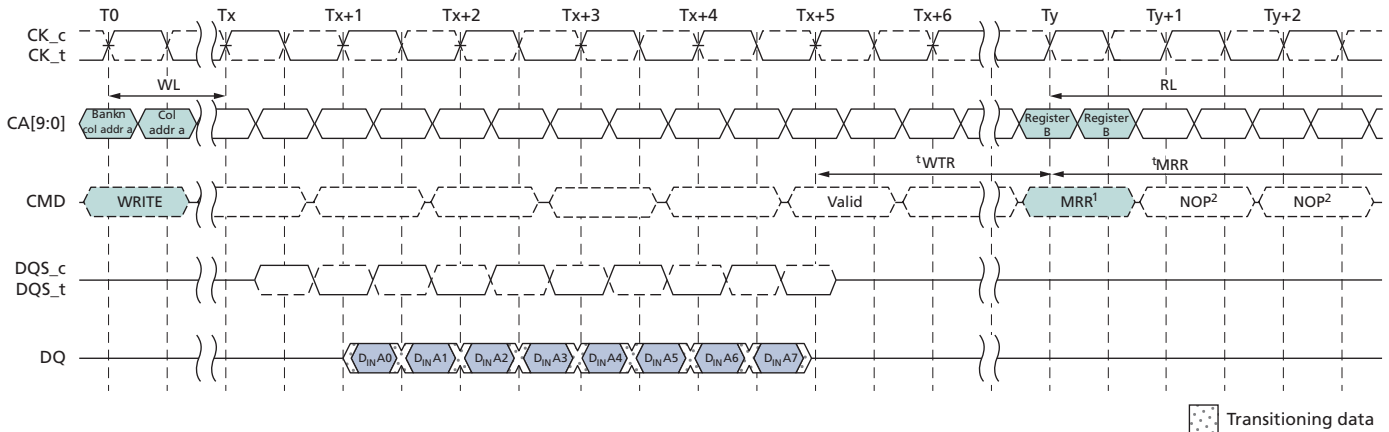 T0 Tx Tx+1 Tx+2 Tx+3 Tx+4 Tx+5 Tx+6 Ty Ty+1 Ty+2
CK_c
CK_t
WL RL
CA[9:0] Bankn col addr a Col addr a Register B Register B
tWTR tMRR
CMD WRITE Valid MRR1 NOP2 NOP2
DQS_c
DQS_t
DQ DINA0 DINA1 DINA2 DINA3 DINA4 DINA5 DINA6 DINA7
Transitioning data